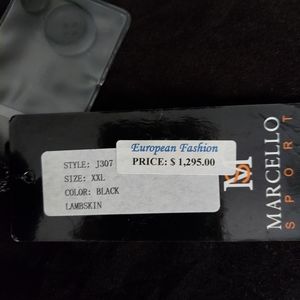 European Fashion
PRICE: $ 1,295.00
STYLE: J307
SIZE: XXL
COLOR: BLACK
LAMBSKIN
MARCELLO
SPORT